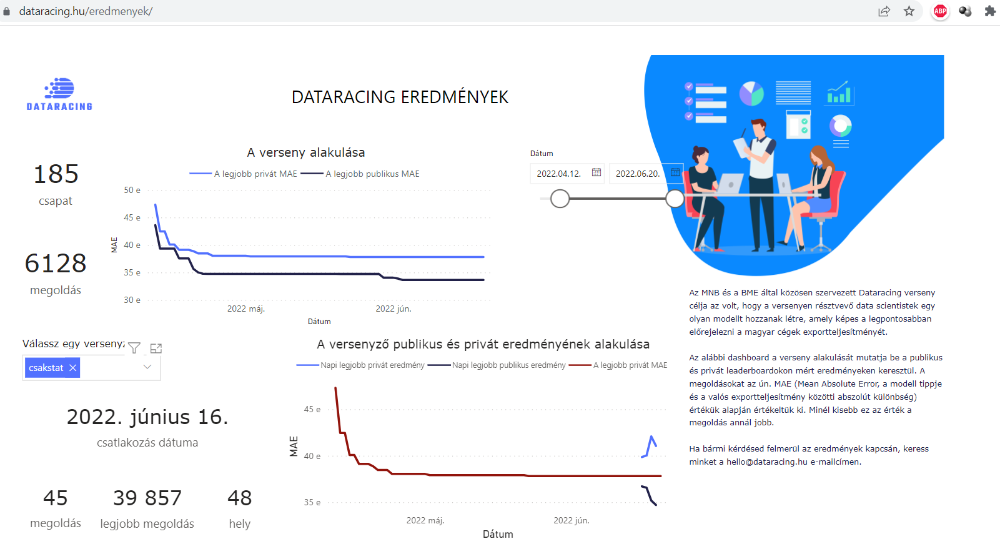 dataracing.hu/eredmenyek/
ABP
DATARACING
DATARACING EREDMÉNYEK
185
csapat
6128
megoldás
A verseny alakulása
A legjobb privát MAE
A legjobb publikus MAE
50 e
45 e
40 e
35 e
30 e
MAE
2022 máj.
2022 jún.
Dátum
Dátum
2022.04.12.
2022.06.20.
Az MNB és a BME által közösen szervezett Dataracing verseny
célja az volt, hogy a versenyen résztvevő data scientistek egy
olyan modellt hozzanak létre, amely képes a legpontosabban
előrejelezni a magyar cégek exportteljesítményét.
Az alábbi dashboard a verseny alakulását mutatja be a publikus
és privát leaderboardokon mért eredményeken keresztül. A
megoldásokat az ún. MAE (Mean Absolute Error, a modell tippje
és a valós exportteljesítmény közötti abszolút különbség)
értékük alapján értékeltük ki. Minél kisebb ez az érték a
megoldás annál jobb.
Ha bármi kérdésed felmerül az eredmények kapcsán, keress
minket a hello@dataracing.hu e-mailcímen.
Válassz egy versenyz
csakstat
2022. június 16.
csatlakozás dátuma
45
megoldás
39 857
legjobb megoldás
48
hely
A versenyző publikus és privát eredményének alakulása
Napi legjobb privát eredmény
Napi legjobb publikus eredmény
A legjobb privát MAE
45 e
40 e
35 e
MAE
2022 máj.
2022 jún.
Dátum